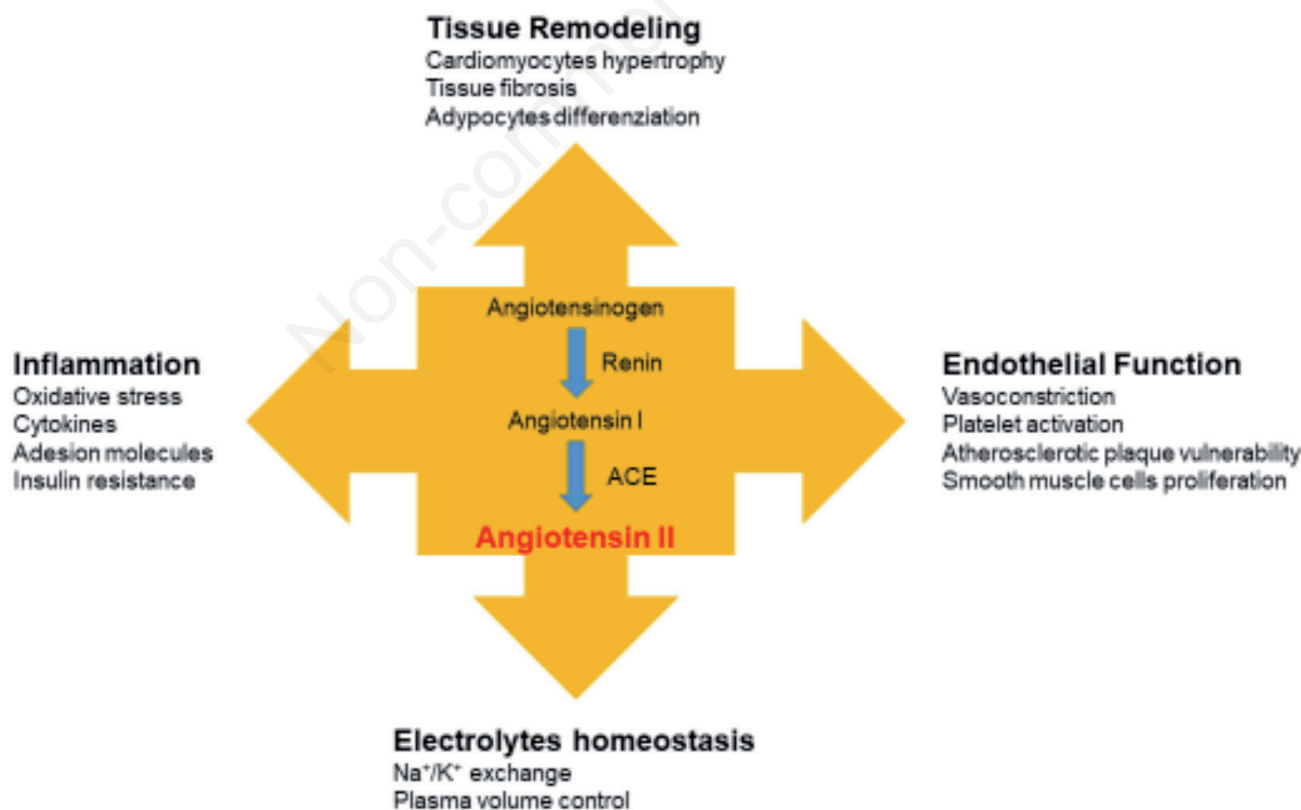 Tissue Remodeling
Cardiomyocytes hypertrophy
Tissue fibrosis
Adypocytes differenziation
Angiotensinogen
Renin
Angiotensin I
ACE
Angiotensin II
Inflammation
Oxidative stress
Cytokines
Adesion molecules
Insulin resistance
Endothelial Function
Vasoconstriction
Platelet activation
Atherosclerotic plaque vulnerability
Smooth muscle cells proliferation
Electrolytes homeostasis
Na⁺/K⁺ exchange
Plasma volume control